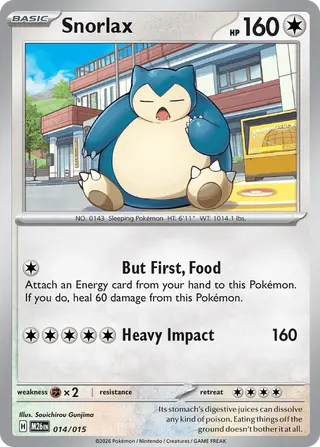 BASIC
Snorlax
HP 160
NO. 0143 Sleeping Pokémon HT: 6'11" WT: 1014.1 lbs.
But First, Food
Attach an Energy card from your hand to this Pokémon.
If you do, heal 60 damage from this Pokémon.
Heavy Impact 160
weakness ×2 resistance retreat
Illus. Souichirou Gunjima
H M26 EN 014/015
Its stomach's digestive juices can dissolve
any kind of poison. Eating things off the
ground doesn't bother it at all.
©2026 Pokémon / Nintendo / Creatures / GAME FREAK